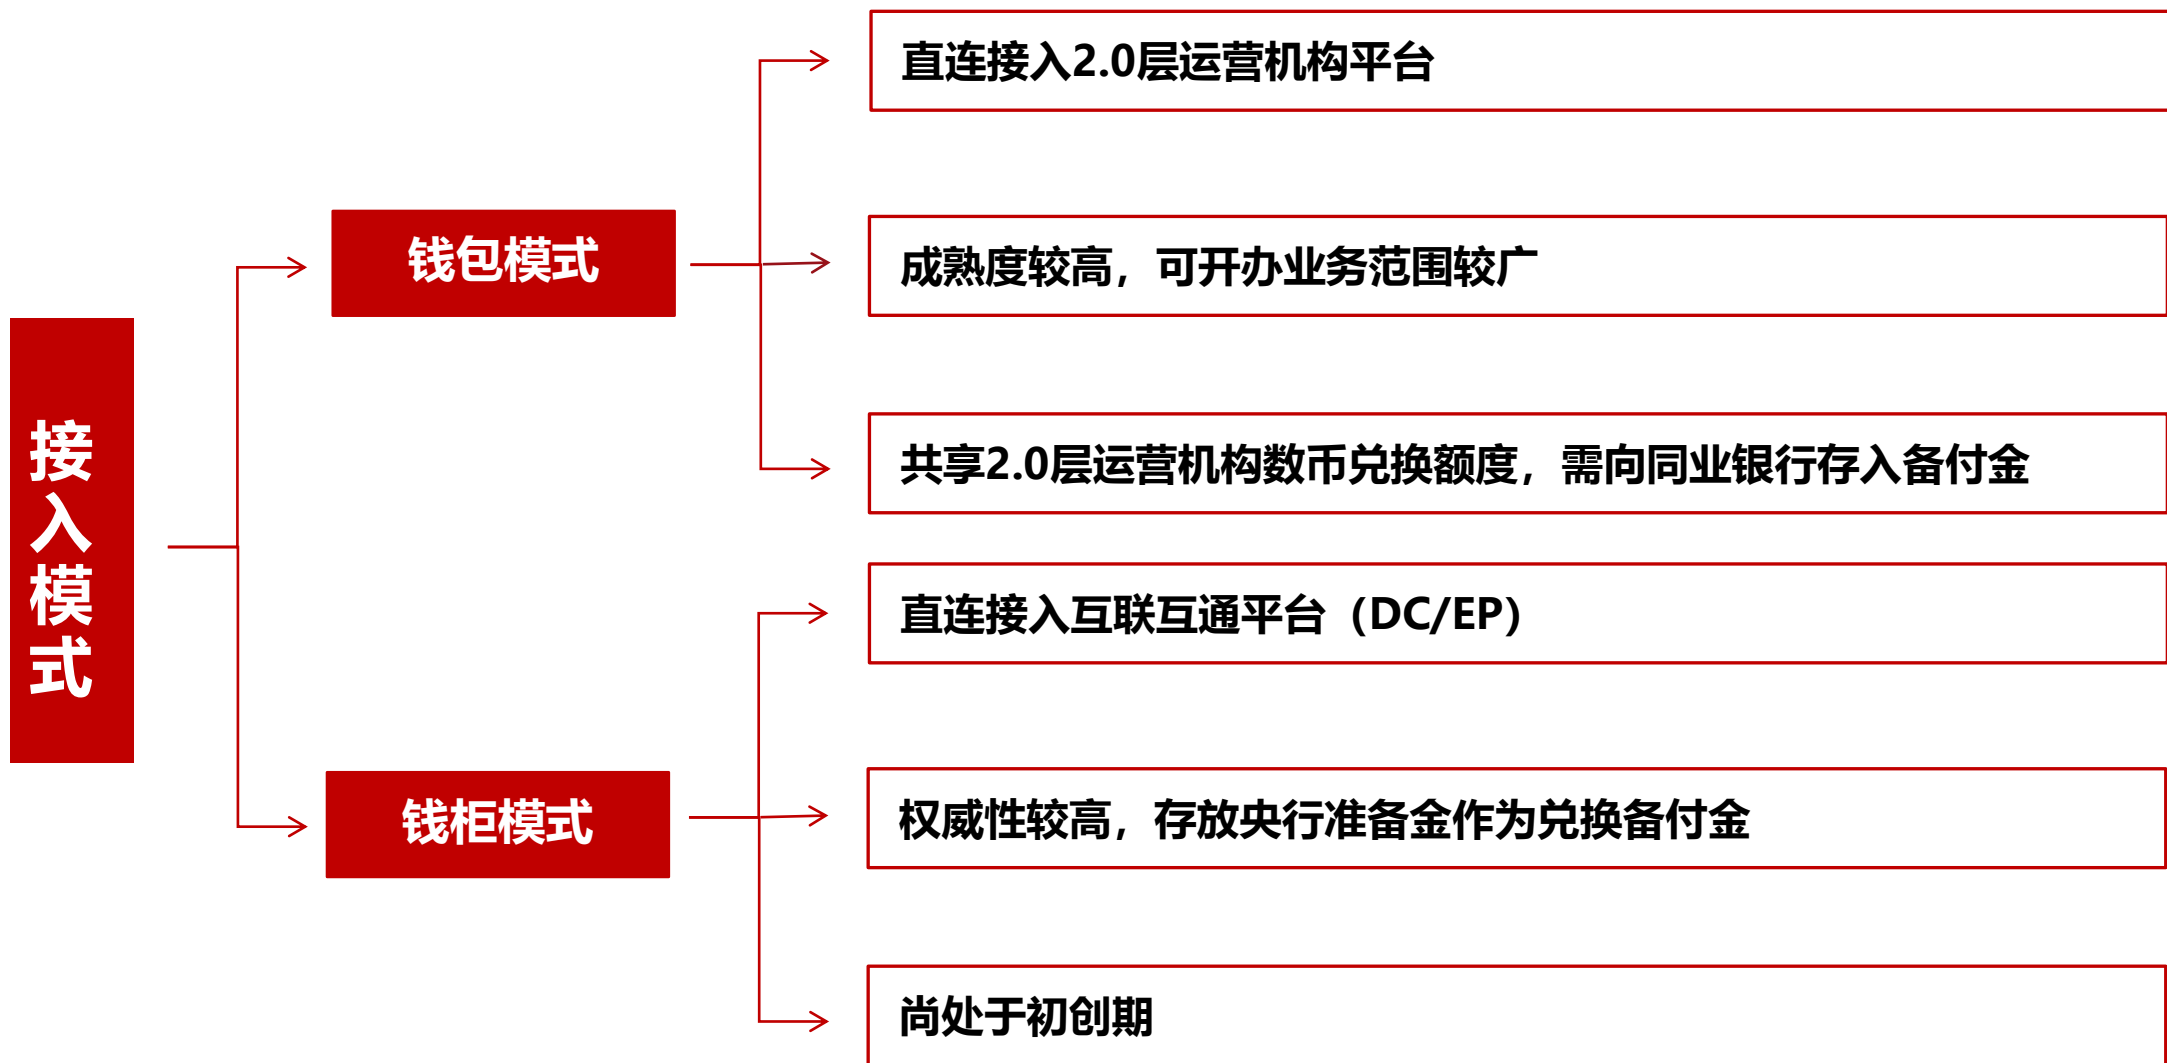 接入模式
钱包模式
直连接入2.0层运营机构平台
成熟度较高，可开办业务范围较广
共享2.0层运营机构数币兑换额度，需向同业银行存入备付金
钱柜模式
直连接入互联互通平台（DC/EP）
权威性较高，存放央行准备金作为兑换备付金
尚处于初创期